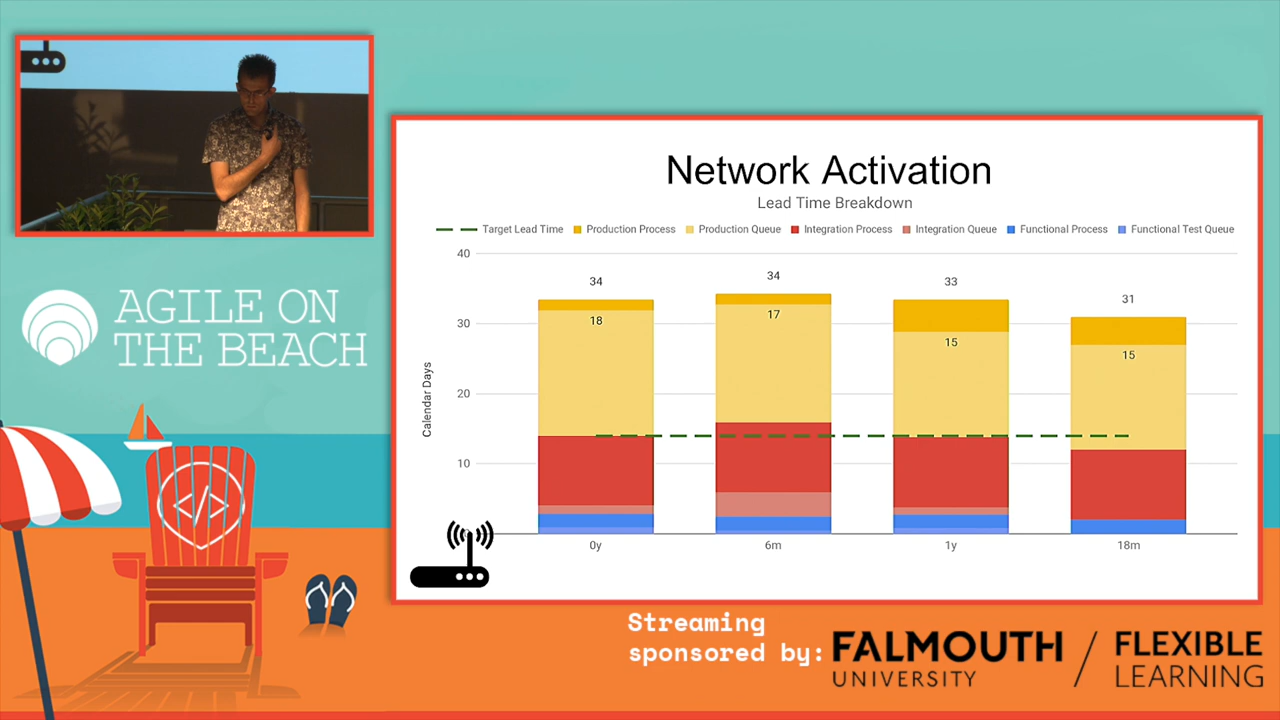 AGILE ON
THE BEACH
</>
Network Activation
Lead Time Breakdown
Target Lead Time Production Process Production Queue Integration Process Integration Queue Functional Process Functional Test Queue
Calendar Days
40
30
20
10
34
18
34
17
33
15
31
15
0y 6m 1y 18m
Streaming
sponsored by:
FALMOUTH
UNIVERSITY
/
FLEXIBLE
LEARNING